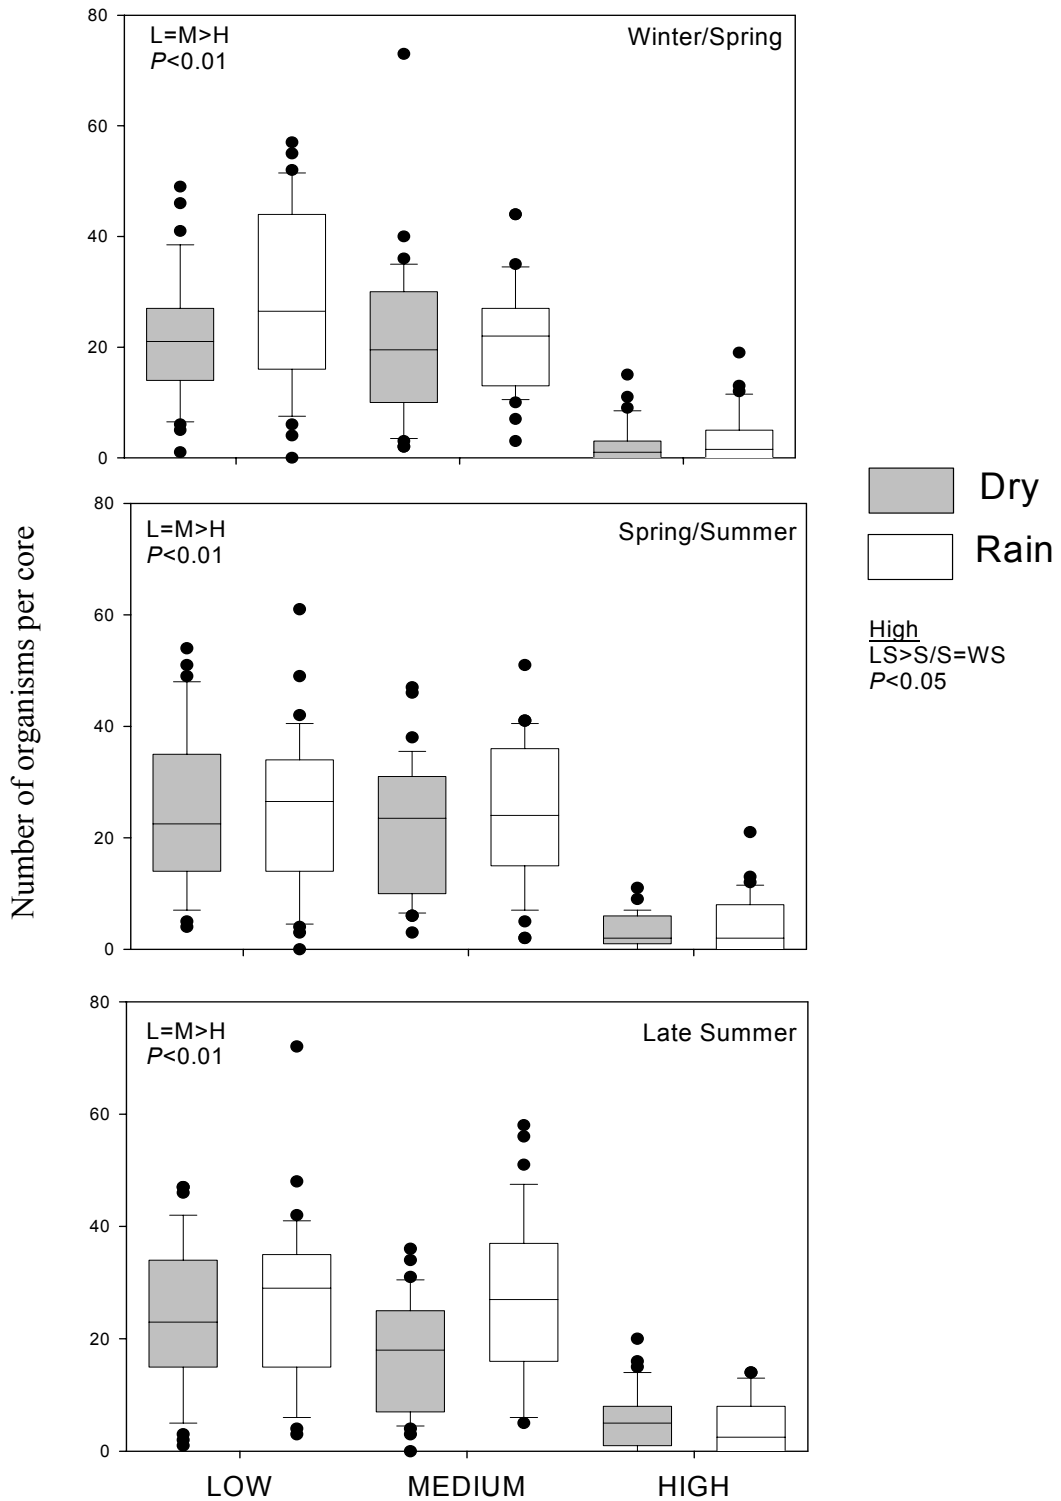 80
60
40
20
0
L=M>H
P<0.01
Winter/Spring
80
60
40
20
0
L=M>H
P<0.01
Spring/Summer
80
60
40
20
0
L=M>H
P<0.01
Late Summer
LOW MEDIUM HIGH
Number of organisms per core
Dry
Rain
High
LS>S/S=WS
P<0.05